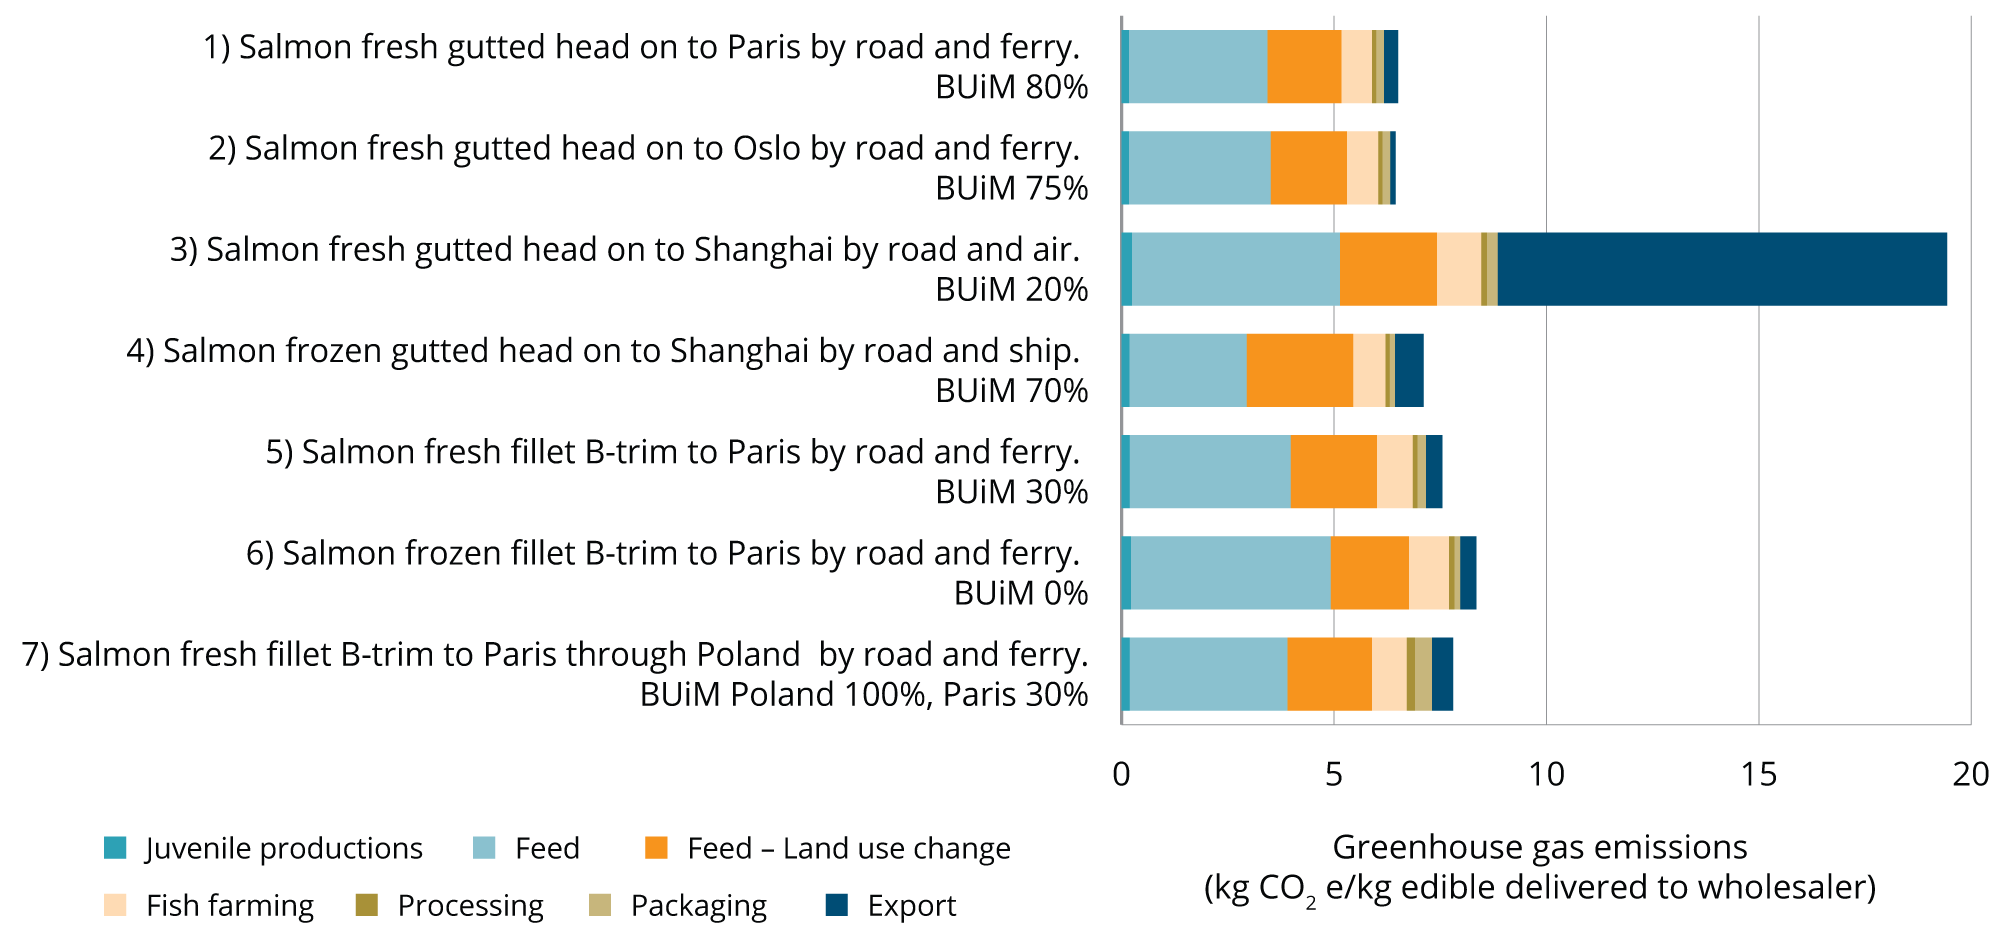 1) Salmon fresh gutted head on to Paris by road and ferry.
BUiM 80%
2) Salmon fresh gutted head on to Oslo by road and ferry.
BUiM 75%
3) Salmon fresh gutted head on to Shanghai by road and air.
BUiM 20%
4) Salmon frozen gutted head on to Shanghai by road and ship.
BUiM 70%
5) Salmon fresh fillet B-trim to Paris by road and ferry.
BUiM 30%
6) Salmon frozen fillet B-trim to Paris by road and ferry.
BUiM 0%
7) Salmon fresh fillet B-trim to Paris through Poland by road and ferry.
BUiM Poland 100%, Paris 30%
0 5 10 15 20
Greenhouse gas emissions
(kg CO₂ e/kg edible delivered to wholesaler)
Juvenile productions Feed Feed – Land use change
Fish farming Processing Packaging Export